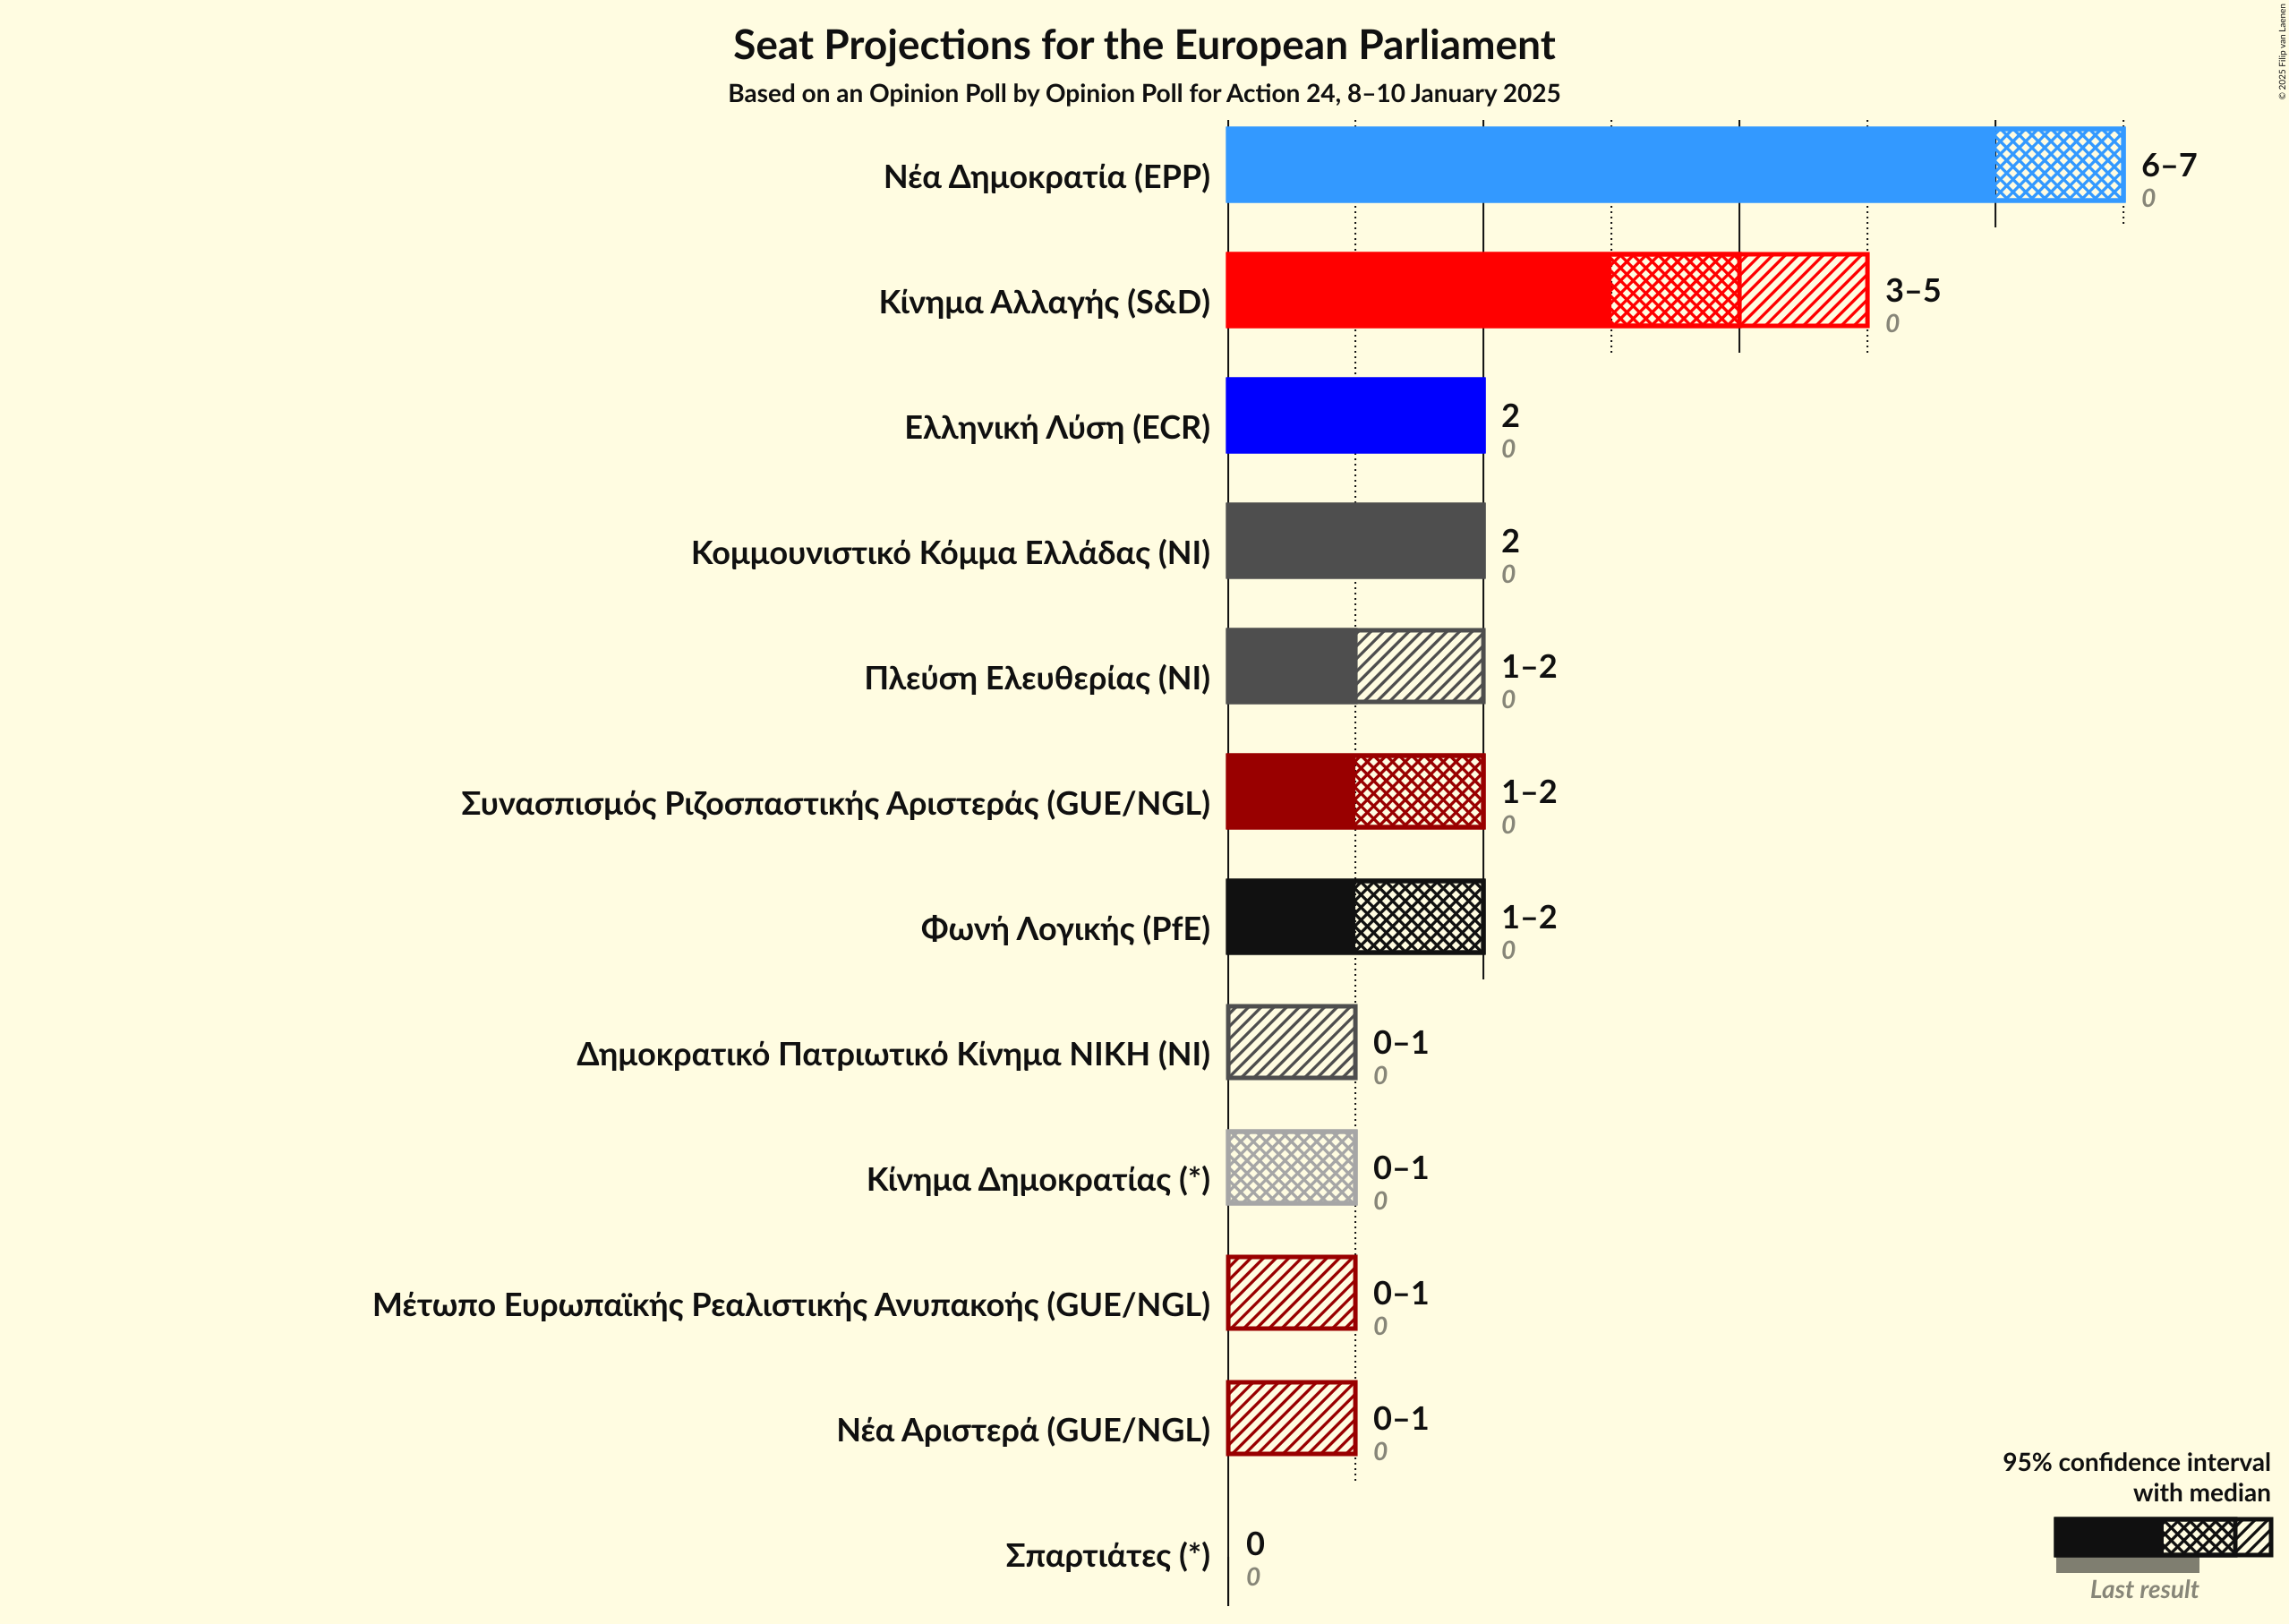 Seat Projections for the European Parliament
Based on an Opinion Poll by Opinion Poll for Action 24, 8–10 January 2025
© 2025 Filip van Laenen
Νέα Δημοκρατία (EPP)
6–7
0
Κίνημα Αλλαγής (S&D)
3–5
0
Ελληνική Λύση (ECR)
2
0
Κομμουνιστικό Κόμμα Ελλάδας (NI)
2
0
Πλεύση Ελευθερίας (NI)
1–2
0
Συνασπισμός Ριζοσπαστικής Αριστεράς (GUE/NGL)
1–2
0
Φωνή Λογικής (PfE)
1–2
0
Δημοκρατικό Πατριωτικό Κίνημα ΝΙΚΗ (NI)
0–1
0
Κίνημα Δημοκρατίας (*)
0–1
0
Μέτωπο Ευρωπαϊκής Ρεαλιστικής Ανυπακοής (GUE/NGL)
0–1
0
Νέα Αριστερά (GUE/NGL)
0–1
0
Σπαρτιάτες (*)
0
0
95% confidence interval
with median
Last result